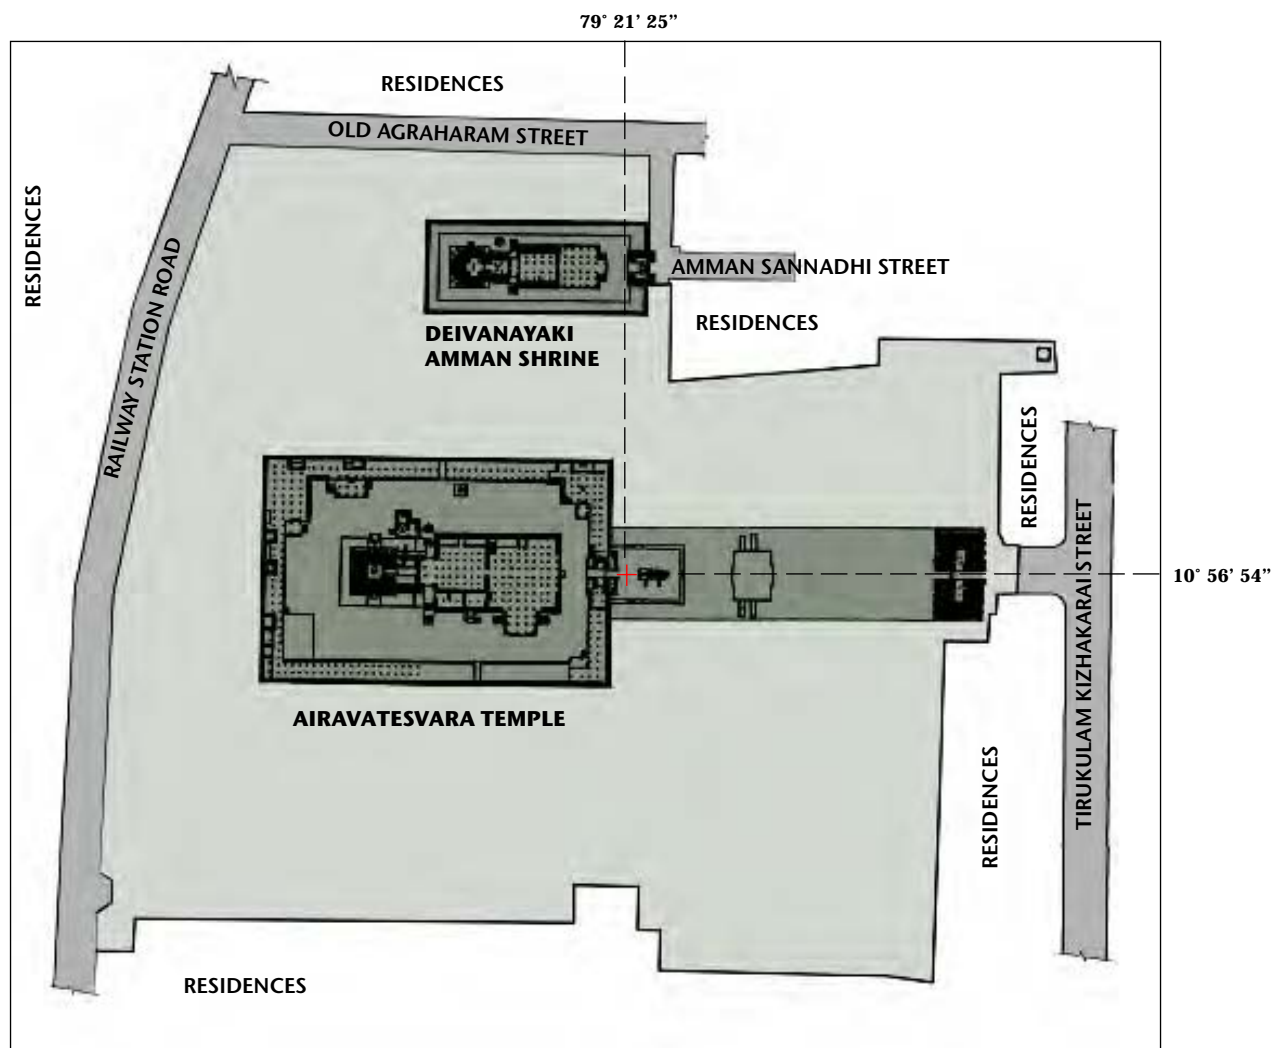 79° 21’ 25”
RESIDENCES
OLD AGRAHARAM STREET
RESIDENCES
RAILWAY STATION ROAD
AMMAN SANNADHI STREET
RESIDENCES
DEIVANAYAKI
AMMAN SHRINE
RESIDENCES
TIRUKULAM KIZHAKARAI STREET
10° 56’ 54”
AIRAVATESVARA TEMPLE
RESIDENCES
RESIDENCES